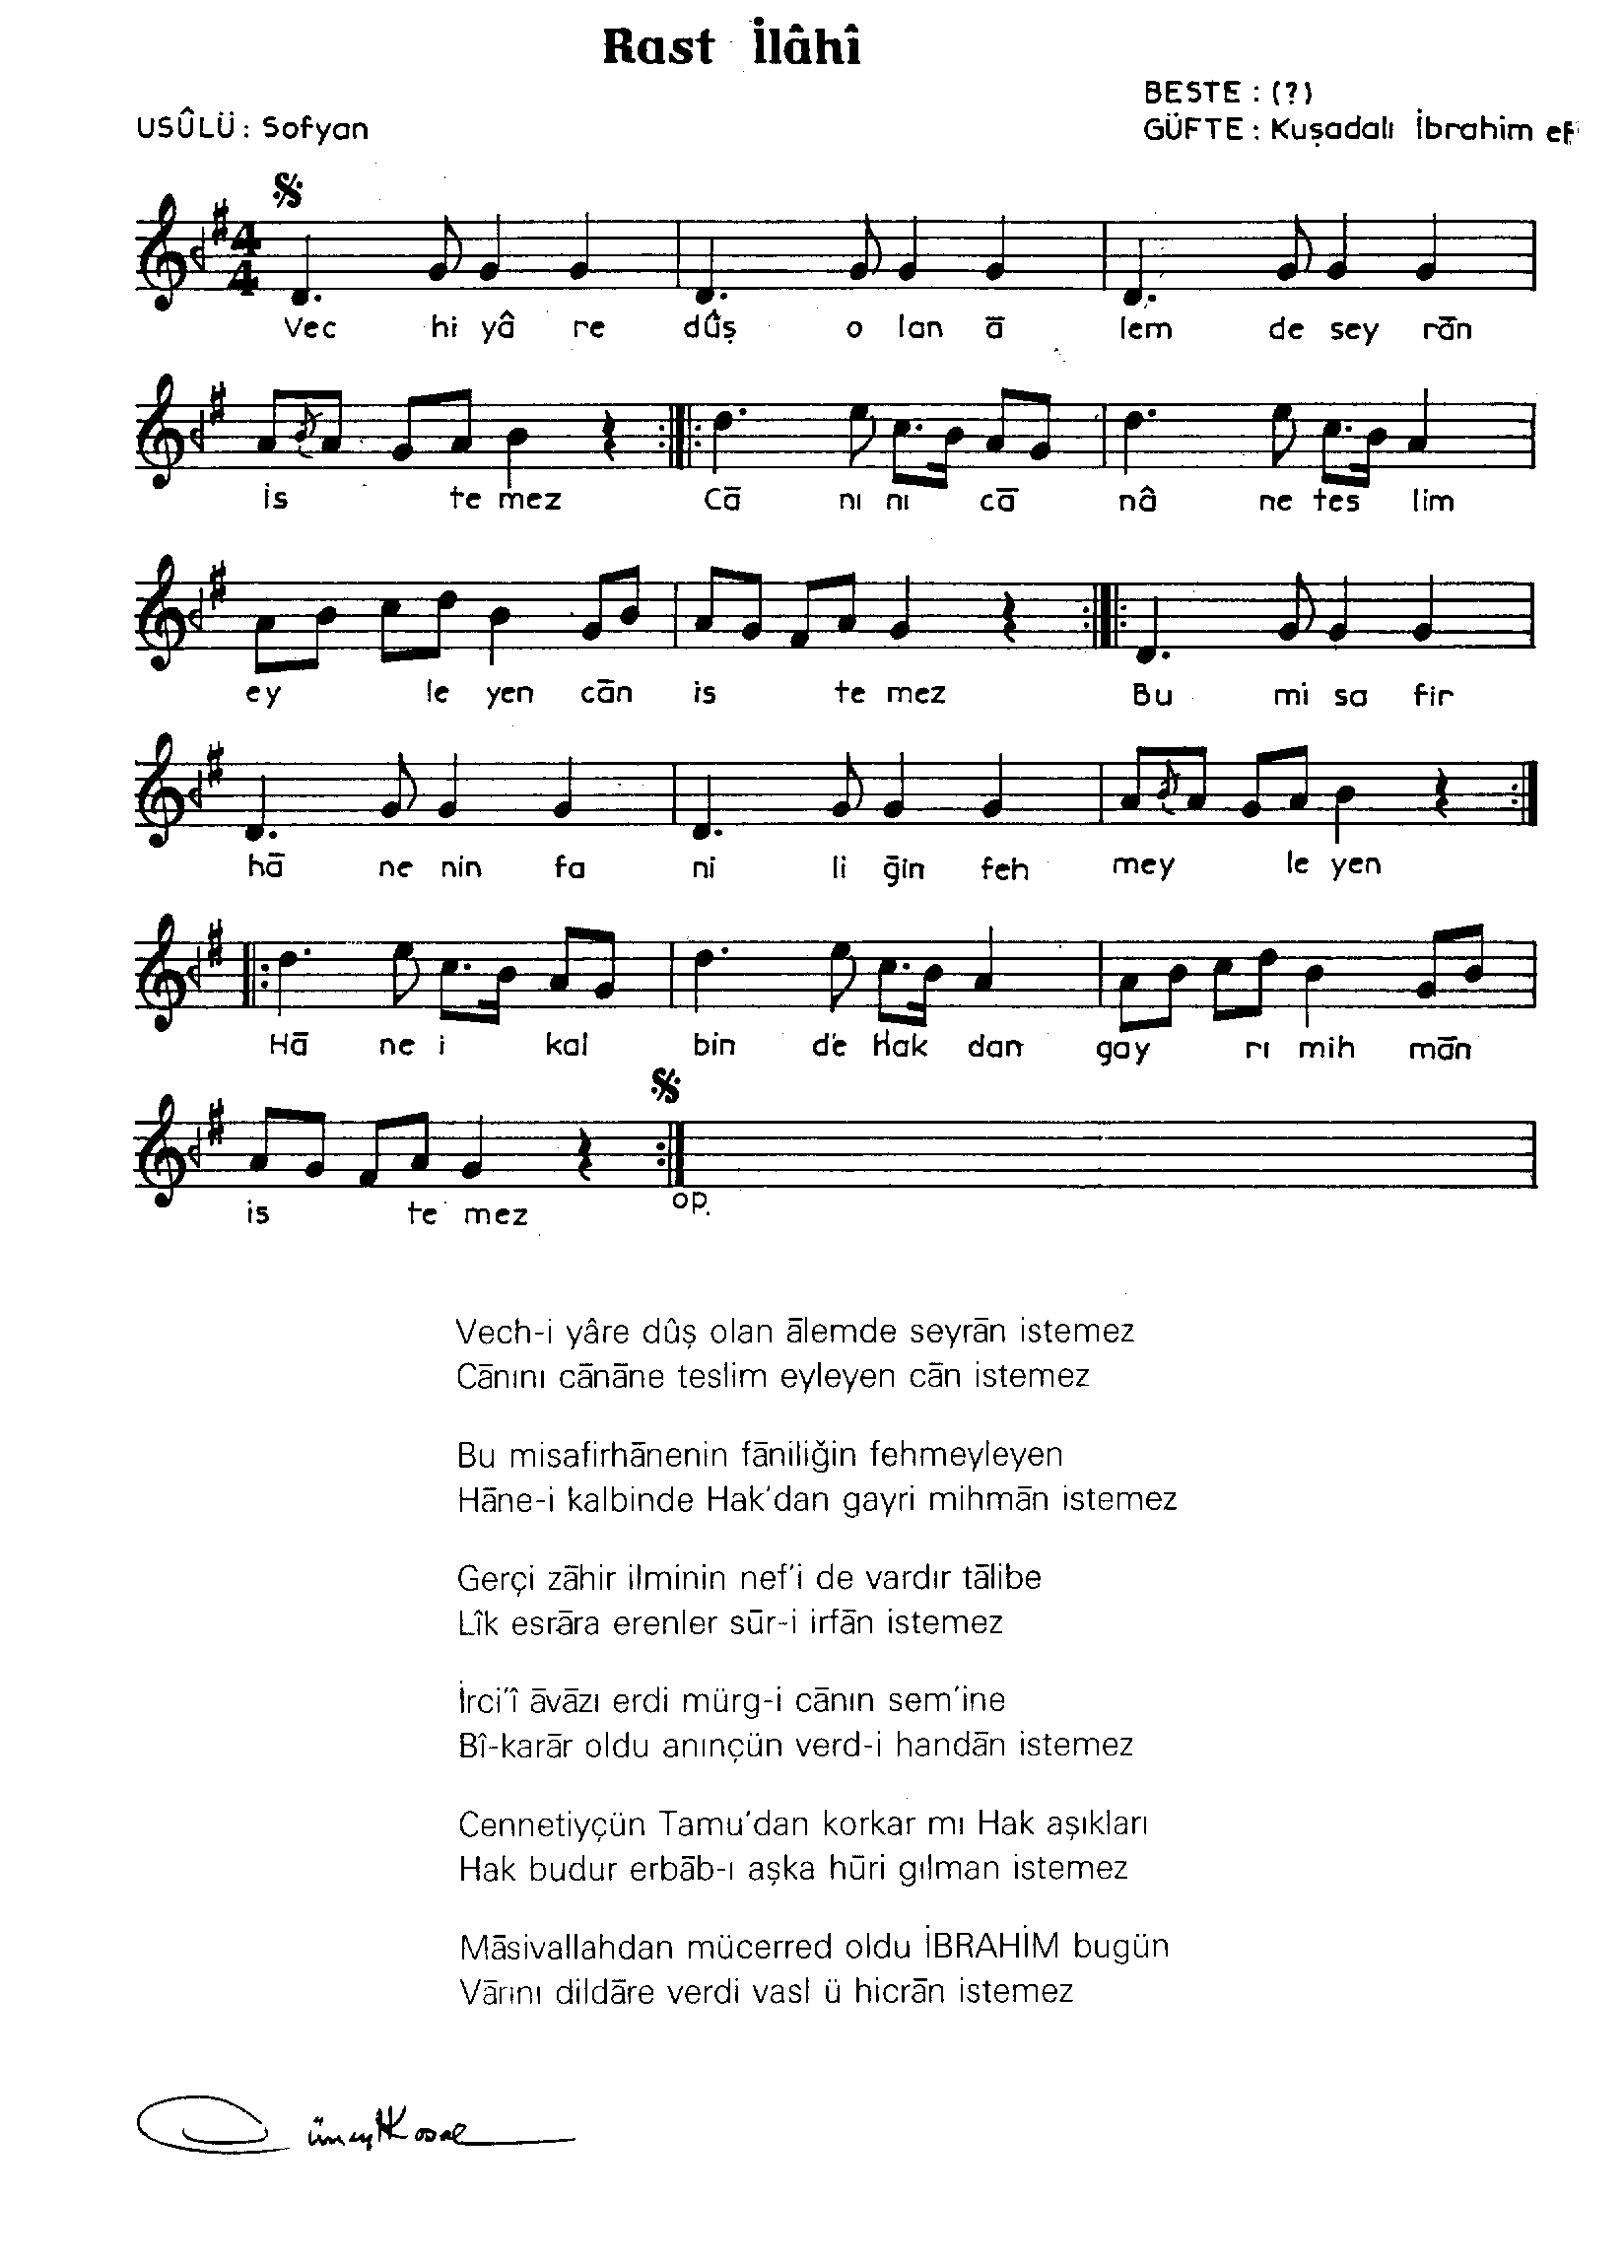 Rast İlâhî
BESTE : (?)
USÛLÜ : Sofyan
GÜFTE : Kuşadalı İbrahim ef
4
4
Vec hi yâ re dûş o lan ā lem de sey rān
is te mez Cā nı nı cā nâ ne tes lim
ey le yen cān is te mez Bu mi sa fir
hā ne nin fa ni li ğin feh mey le yen
Hā ne i kal bin de Hak dan gay rı mih mān
is te mez
op.
Vech-i yâre dûş olan ālemde seyrān istemez
Cānını cānāne teslim eyleyen cān istemez
Bu misafirhānenin fāniliğin fehmeyleyen
Hāne-i kalbinde Hak'dan gayri mihmān istemez
Gerçi zāhir ilminin nef'i de vardır tālibe
Lîk esrāra erenler sūr-i irfān istemez
İrci'î āvāzı erdi mürg-i cānın sem'ine
Bî-karār oldu anınçün verd-i handān istemez
Cennetiyçün Tamu'dan korkar mı Hak aşıkları
Hak budur erbāb-ı aşka hūri gılman istemez
Māsivallahdan mücerred oldu İBRAHİM bugün
Vārını dildāre verdi vasl ü hicrān istemez